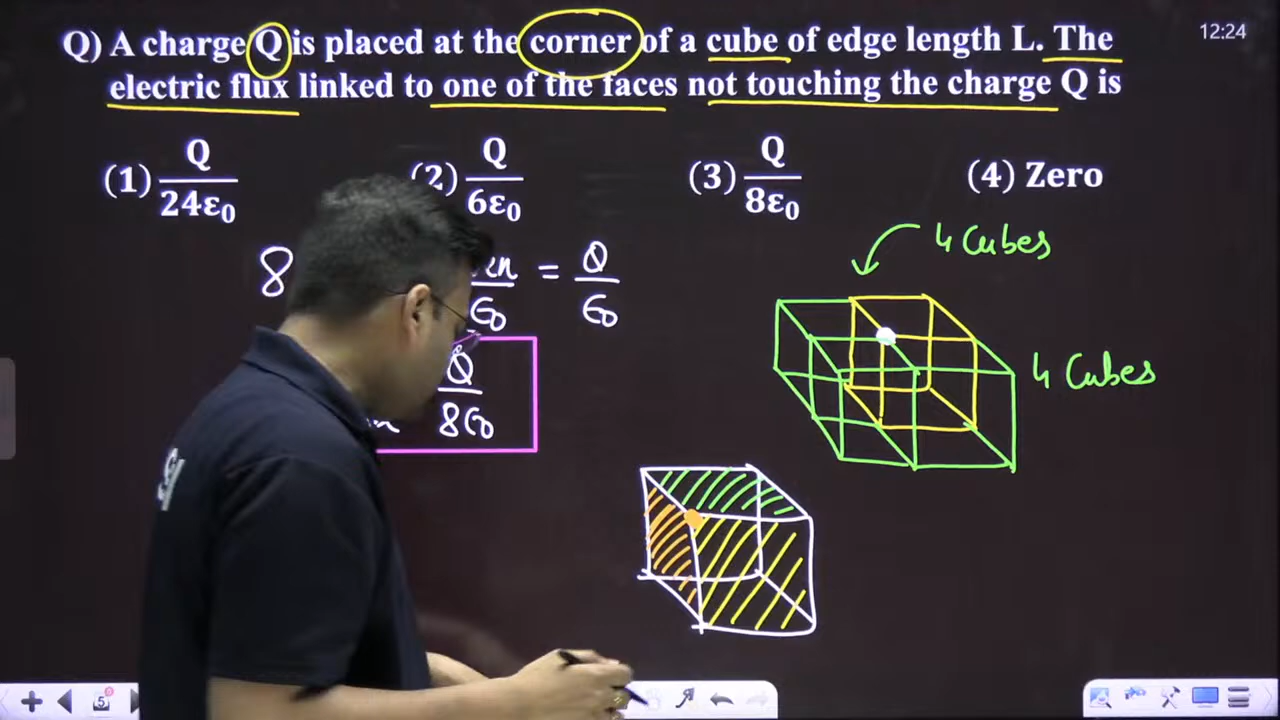 12:24
Q) A charge Q is placed at the corner of a cube of edge length L. The
electric flux linked to one of the faces not touching the charge Q is
(1) Q/24ε₀ (2) Q/6ε₀ (3) Q/8ε₀ (4) Zero
4 Cubes
8 = Q/ε₀
Q/8ε₀
4 Cubes